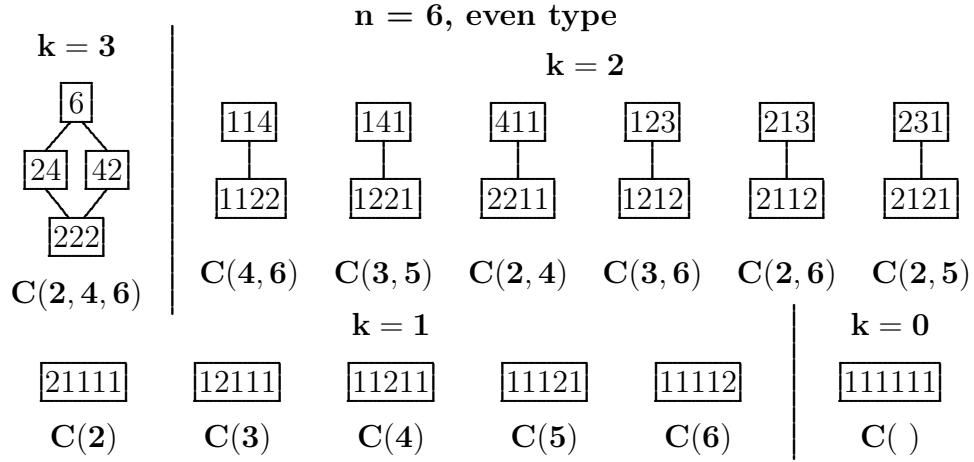 n = 6, even type
k = 3
k = 2
6
24 42
222
C(2, 4, 6)
114 141 411 123 213 231
1122 1221 2211 1212 2112 2121
C(4, 6) C(3, 5) C(2, 4) C(3, 6) C(2, 6) C(2, 5)
k = 1
k = 0
21111 12111 11211 11121 11112 111111
C(2) C(3) C(4) C(5) C(6) C( )